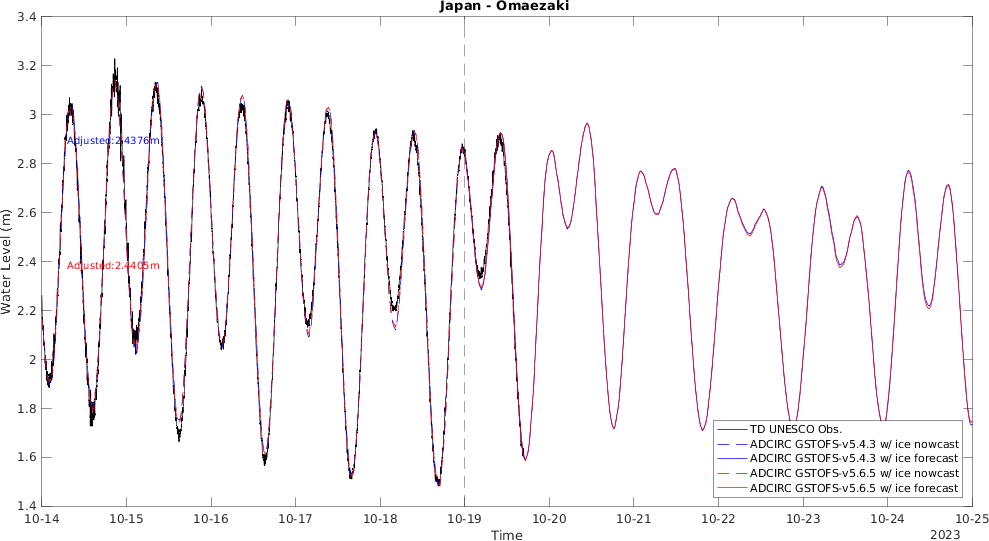 Japan - Omaezaki
3.4
3.2
3
2.8
2.6
2.4
2.2
2
1.8
1.6
1.4
Water Level (m)
Adjusted:2.4376m
Adjusted:2.4405m
TD UNESCO Obs.
ADCIRC GSTOFS-v5.4.3 w/ ice nowcast
ADCIRC GSTOFS-v5.4.3 w/ ice forecast
ADCIRC GSTOFS-v5.6.5 w/ ice nowcast
ADCIRC GSTOFS-v5.6.5 w/ ice forecast
10-14 10-15 10-16 10-17 10-18 10-19 10-20 10-21 10-22 10-23 10-24 10-25
Time
2023